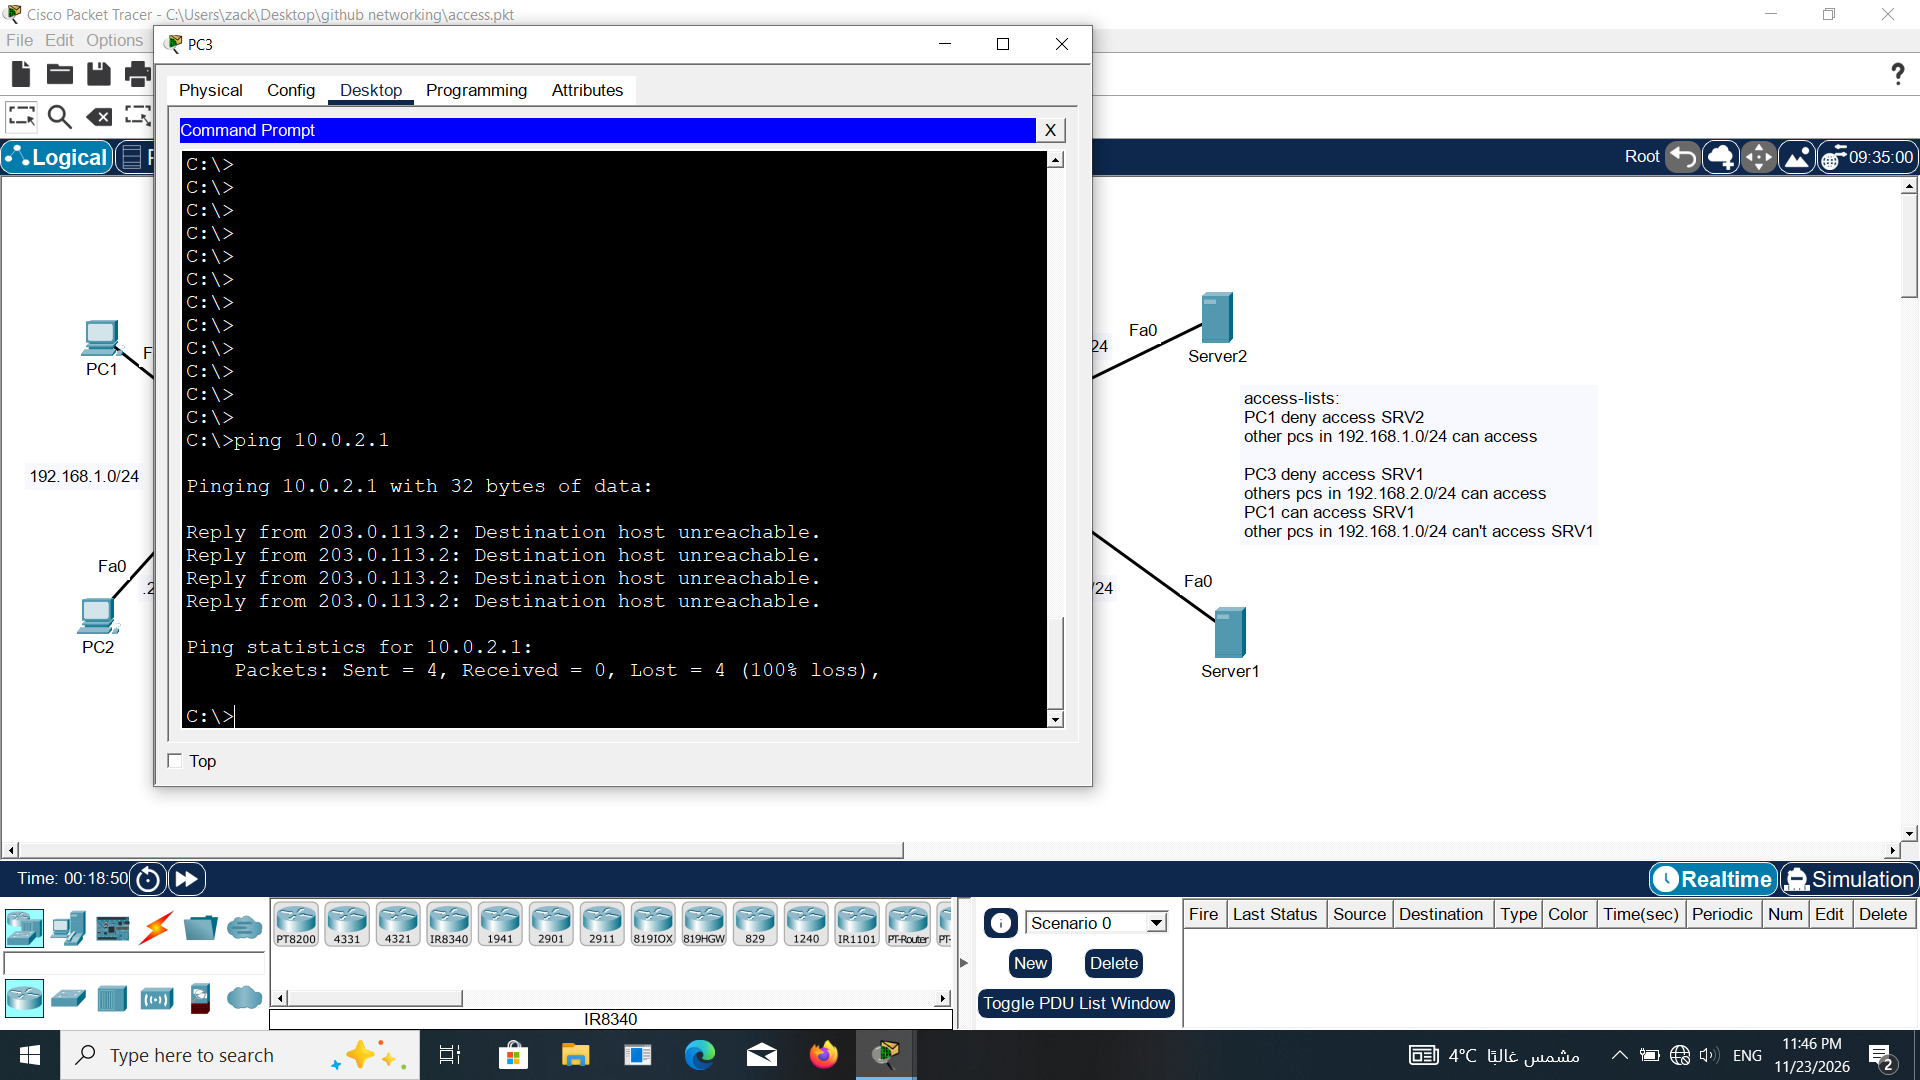 Cisco Packet Tracer - C:\Users\zack\Desktop\github networking\access.pkt
File Edit Options
PC3
Physical Config Desktop Programming Attributes
Command Prompt X
C:\>
C:\>
C:\>
C:\>
C:\>
C:\>
C:\>
C:\>
C:\>
C:\>
C:\>
C:\>
C:\>ping 10.0.2.1
Pinging 10.0.2.1 with 32 bytes of data:
Reply from 203.0.113.2: Destination host unreachable.
Reply from 203.0.113.2: Destination host unreachable.
Reply from 203.0.113.2: Destination host unreachable.
Reply from 203.0.113.2: Destination host unreachable.
Ping statistics for 10.0.2.1:
Packets: Sent = 4, Received = 0, Lost = 4 (100% loss),
C:\>
Top
Logical
Root
09:35:00
PC1
F
192.168.1.0/24
Fa0
.2
PC2
24
Fa0
Server2
access-lists:
PC1 deny access SRV2
other pcs in 192.168.1.0/24 can access
PC3 deny access SRV1
others pcs in 192.168.2.0/24 can access
PC1 can access SRV1
other pcs in 192.168.1.0/24 can't access SRV1
/24
Fa0
Server1
Time: 00:18:50
Realtime Simulation
PT8200 4331 4321 IR8340 1941 2901 2911 819IOX 819HGW 829 1240 IR1101 PT-Router PT-
IR8340
Scenario 0
New Delete
Toggle PDU List Window
Fire Last Status Source Destination Type Color Time(sec) Periodic Num Edit Delete
Type here to search
4°C مشمس غالبًا
ENG
11:46 PM
11/23/2026
2